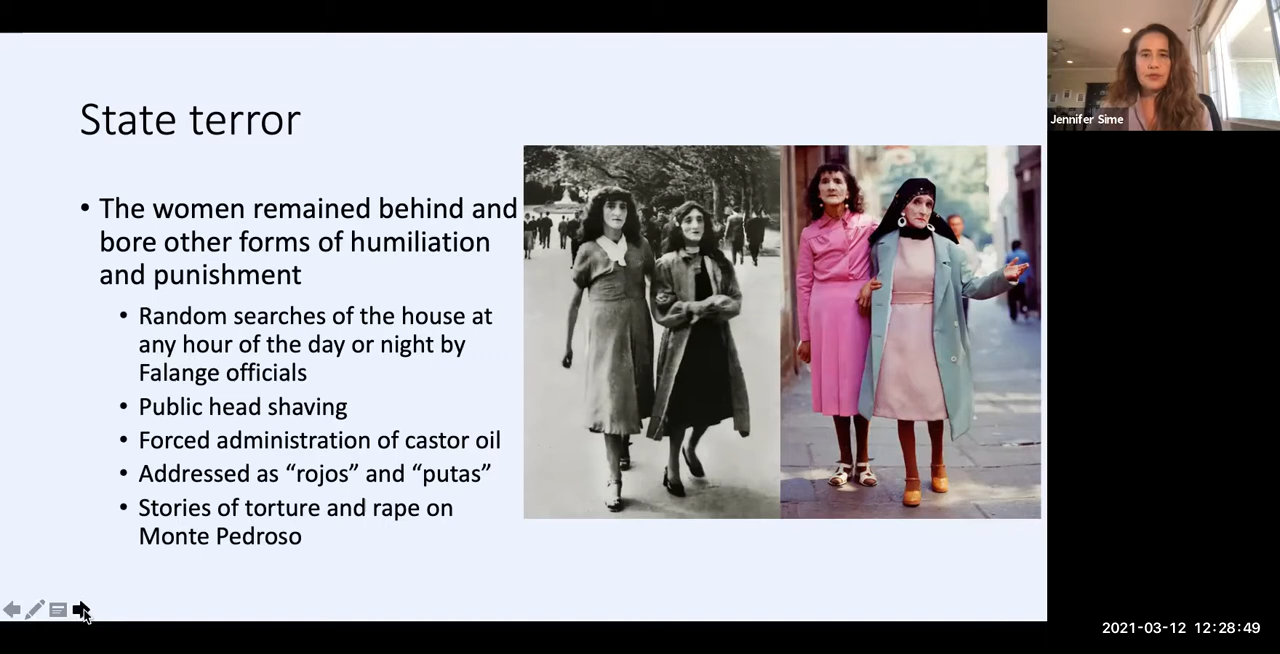 State terror
• The women remained behind and
bore other forms of humiliation
and punishment
• Random searches of the house at
any hour of the day or night by
Falange officials
• Public head shaving
• Forced administration of castor oil
• Addressed as “rojos” and “putas”
• Stories of torture and rape on
Monte Pedroso
Jennifer Sime
2021-03-12 12:28:49